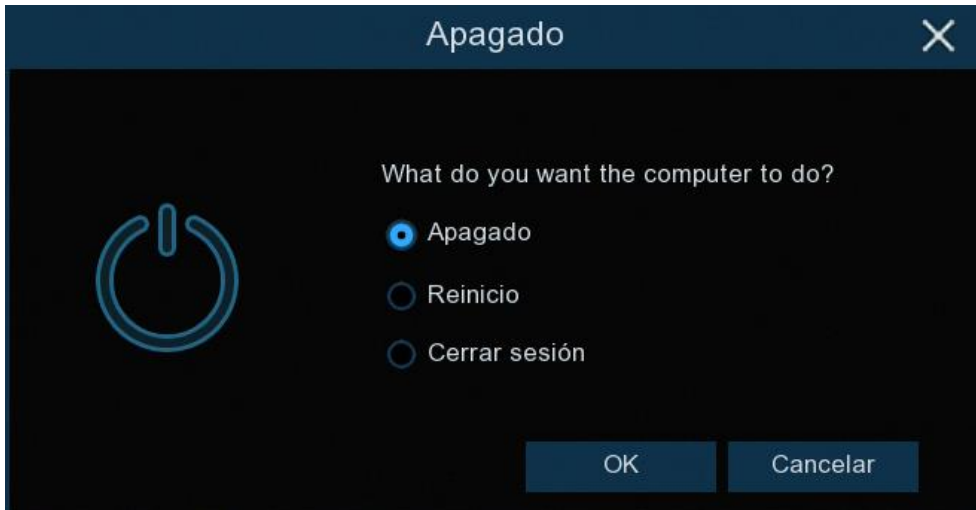 Apagado
What do you want the computer to do?
Apagado
Reinicio
Cerrar sesión
OK Cancelar